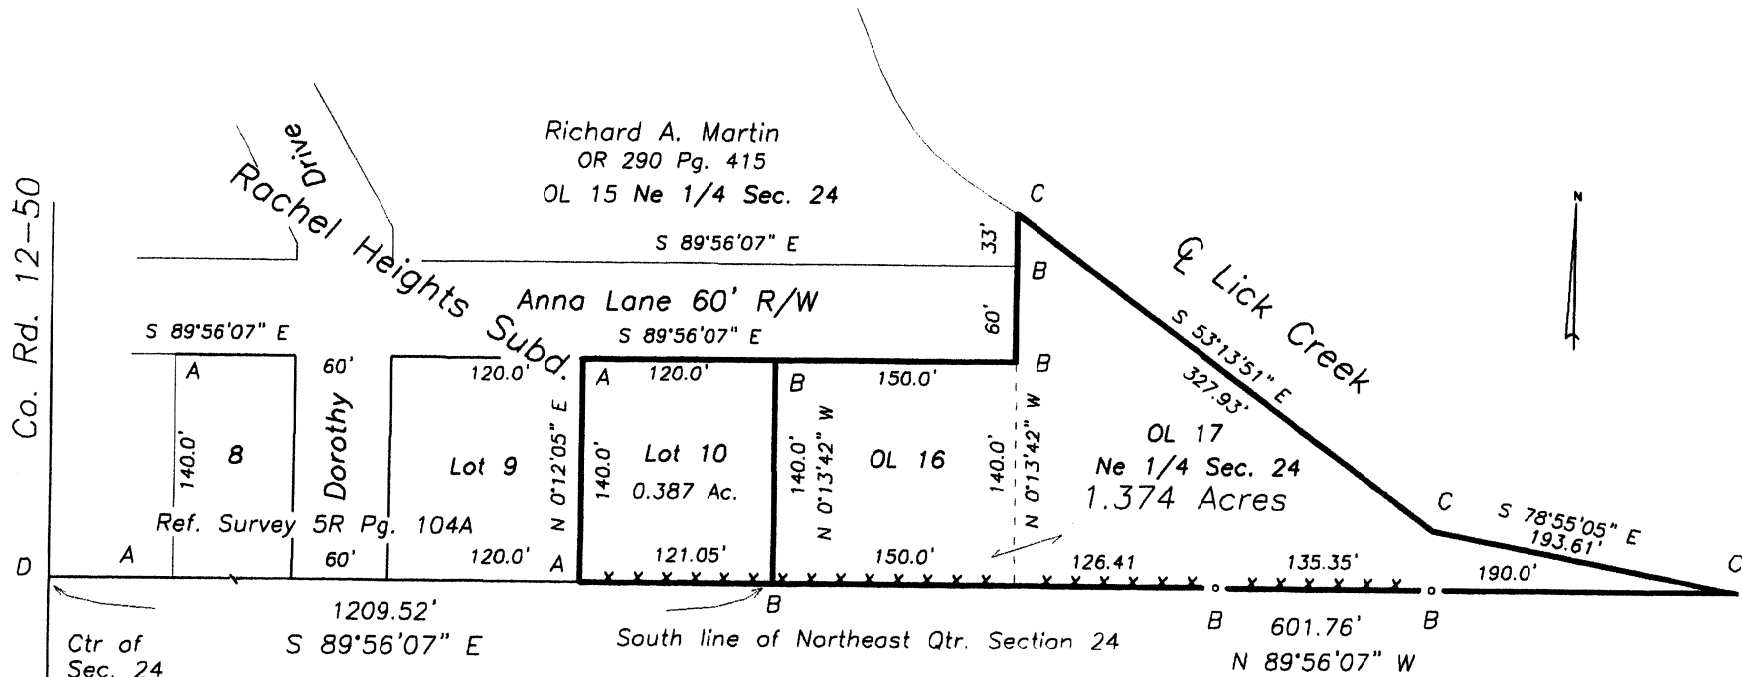 Richard A. Martin
OR 290 Pg. 415
OL 15 Ne 1/4 Sec. 24
Co. Rd. 12-50
Drive
Rachel Heights Subd.
C
S 89°56'07" E
33'
B
℄ Lick Creek
N
Anna Lane 60' R/W
S 89°56'07" E
S 89°56'07" E
60'
B
S 53°13'51" E
327.93'
A
60'
120.0'
A
120.0'
B
150.0'
140.0'
8
Dorothy
Lot 9
N 0°12'05" E
140.0'
Lot 10
0.387 Ac.
140.0'
N 0°13'42" W
OL 16
140.0'
N 0°13'42" W
OL 17
Ne 1/4 Sec. 24
1.374 Acres
Ref. Survey 5R Pg. 104A
C
S 78°55'05" E
193.61'
D
A
60'
120.0'
A
121.05'
150.0'
126.41
135.35'
190.0'
C
1209.52'
S 89°56'07" E
B
South line of Northeast Qtr. Section 24
B
601.76'
B
N 89°56'07" W
Ctr of
Sec. 24